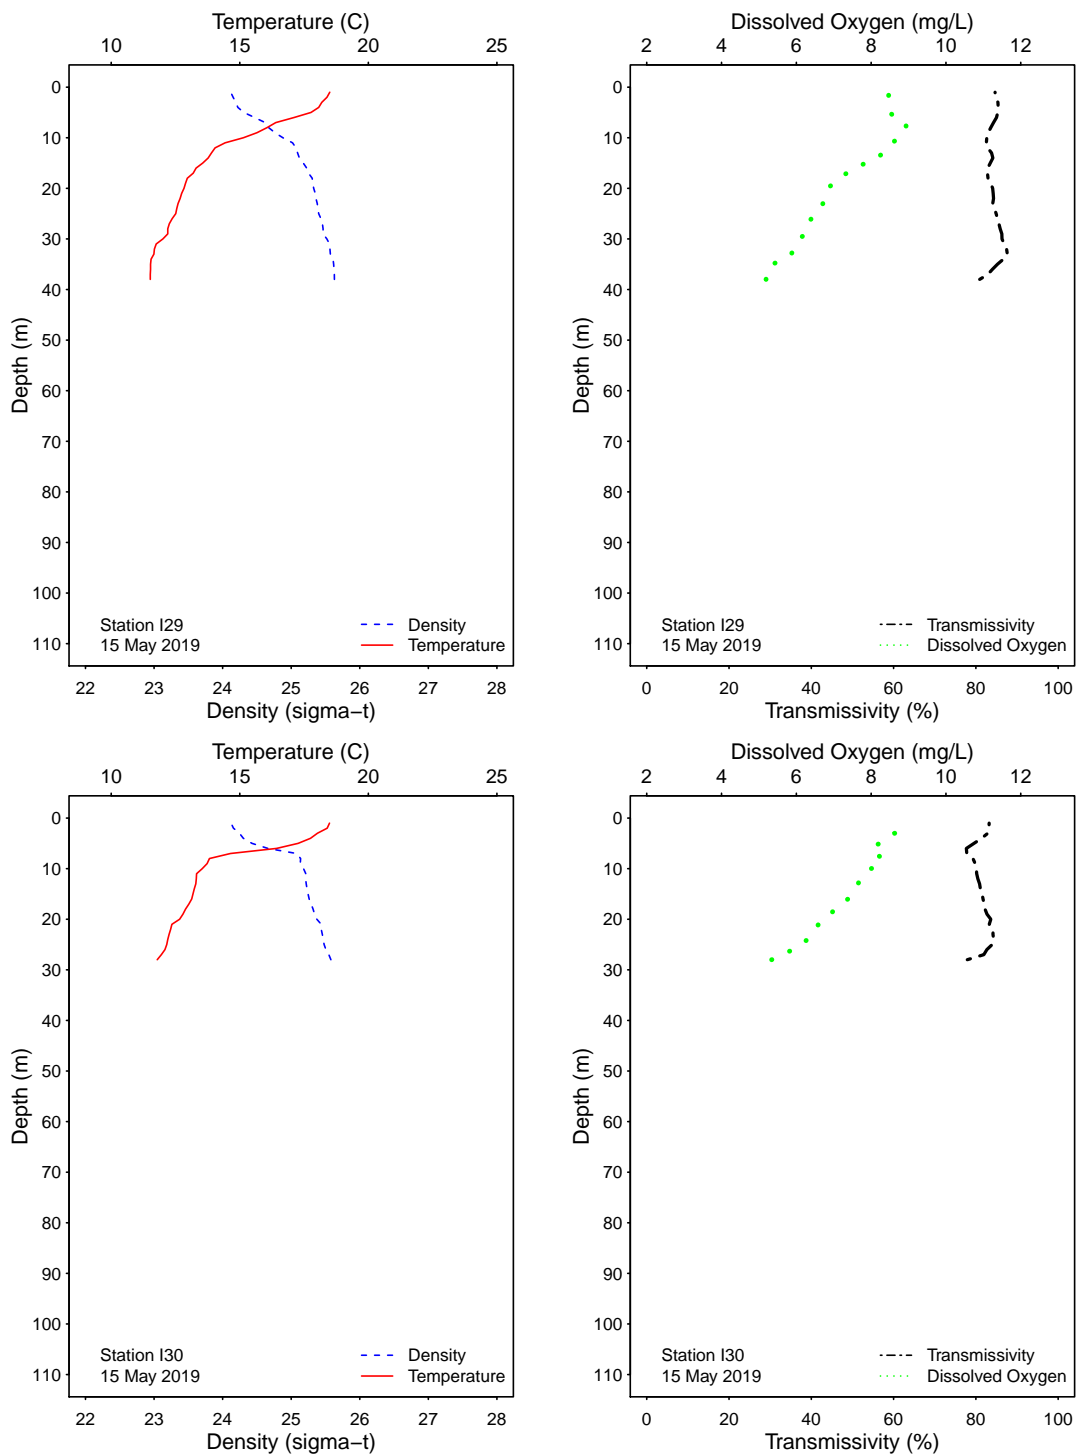 Temperature (C)
10 15 20 25
0
10
20
30
40
50
60
70
80
90
100
110
Depth (m)
Station I29
15 May 2019
Density
Temperature
22 23 24 25 26 27 28
Density (sigma−t)
Dissolved Oxygen (mg/L)
2 4 6 8 10 12
0
10
20
30
40
50
60
70
80
90
100
110
Depth (m)
Station I29
15 May 2019
Transmissivity
Dissolved Oxygen
0 20 40 60 80 100
Transmissivity (%)
Temperature (C)
10 15 20 25
0
10
20
30
40
50
60
70
80
90
100
110
Depth (m)
Station I30
15 May 2019
Density
Temperature
22 23 24 25 26 27 28
Density (sigma−t)
Dissolved Oxygen (mg/L)
2 4 6 8 10 12
0
10
20
30
40
50
60
70
80
90
100
110
Depth (m)
Station I30
15 May 2019
Transmissivity
Dissolved Oxygen
0 20 40 60 80 100
Transmissivity (%)